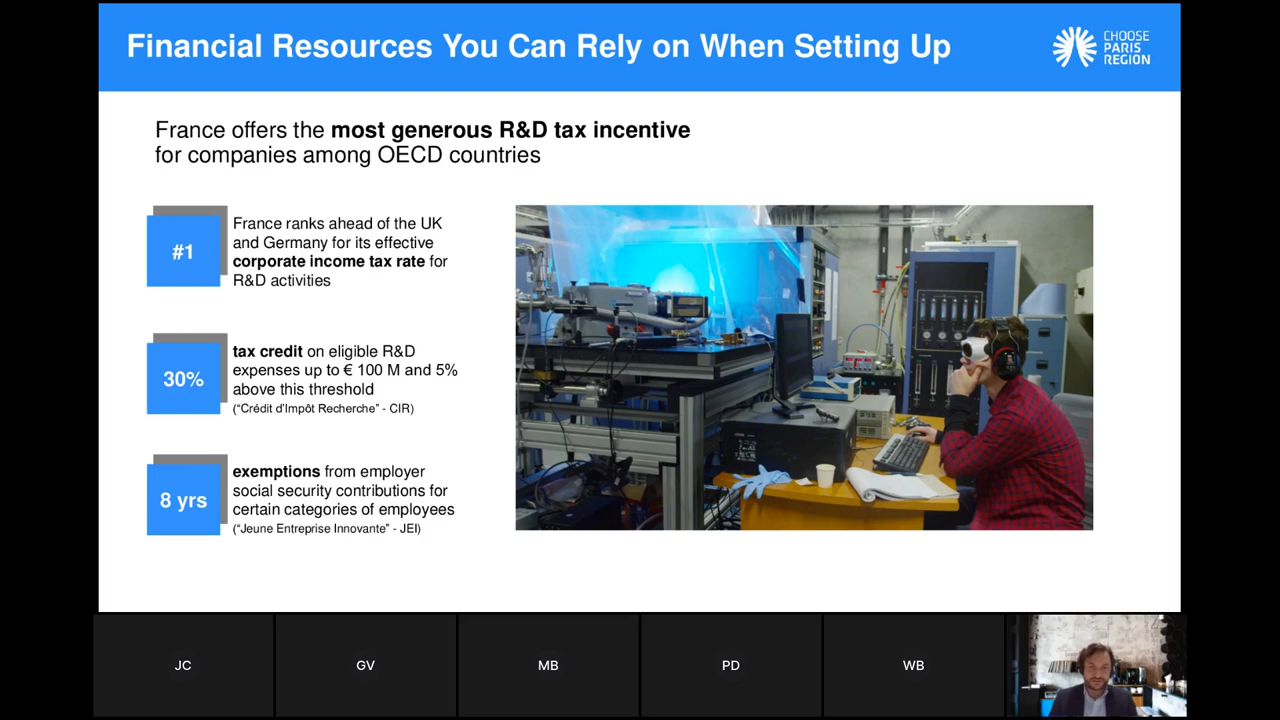 Financial Resources You Can Rely on When Setting Up
CHOOSE
PARIS
REGION
France offers the most generous R&D tax incentive
for companies among OECD countries
#1
France ranks ahead of the UK
and Germany for its effective
corporate income tax rate for
R&D activities
30%
tax credit on eligible R&D
expenses up to € 100 M and 5%
above this threshold
("Crédit d'Impôt Recherche" - CIR)
8 yrs
exemptions from employer
social security contributions for
certain categories of employees
("Jeune Entreprise Innovante" - JEI)
JC
GV
MB
PD
WB